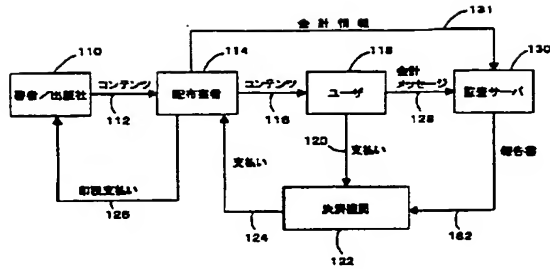 会計情報
131
110
114
118
130
著者/出版社
コンテンツ
112
配布業者
コンテンツ
116
ユーザ
会計
メッセージ
128
監査サーバ
120
支払い
支払い
報告書
印税支払い
126
124
決済機関
122
132